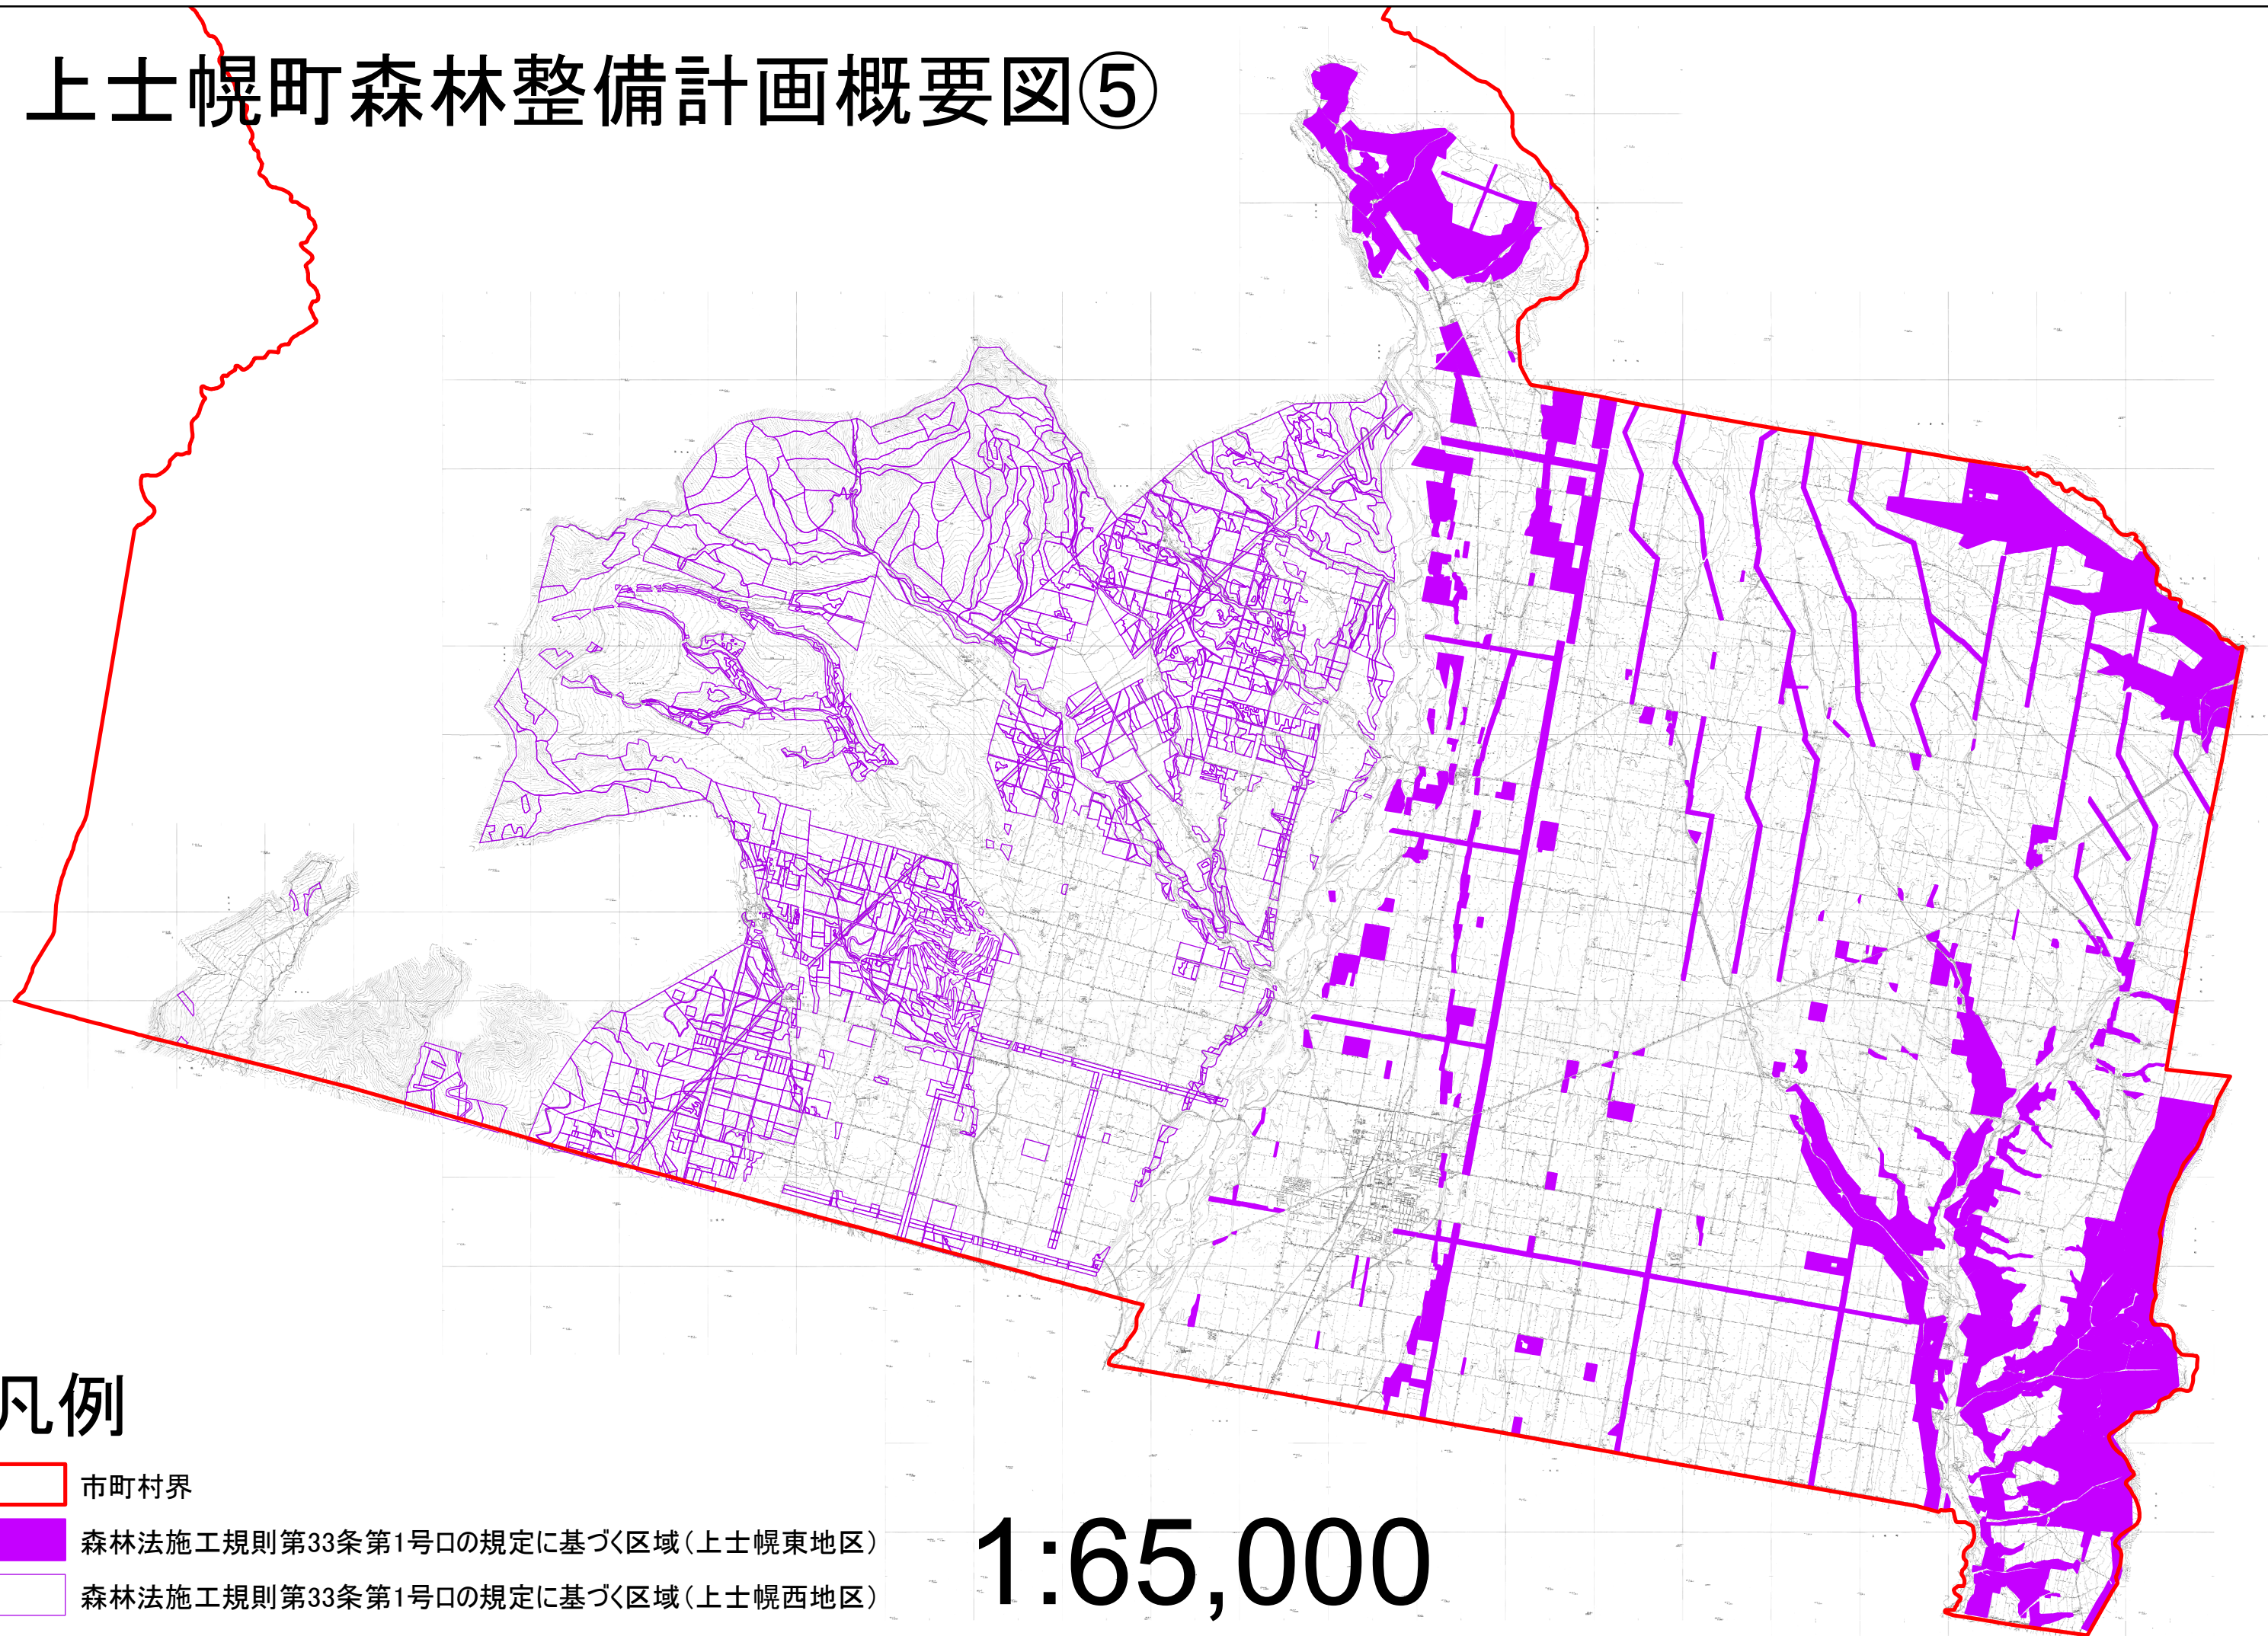 上士幌町森林整備計画概要図⑤
凡例
市町村界
森林法施工規則第33条第1号ロの規定に基づく区域(上士幌東地区)
森林法施工規則第33条第1号ロの規定に基づく区域(上士幌西地区)
1:65,000